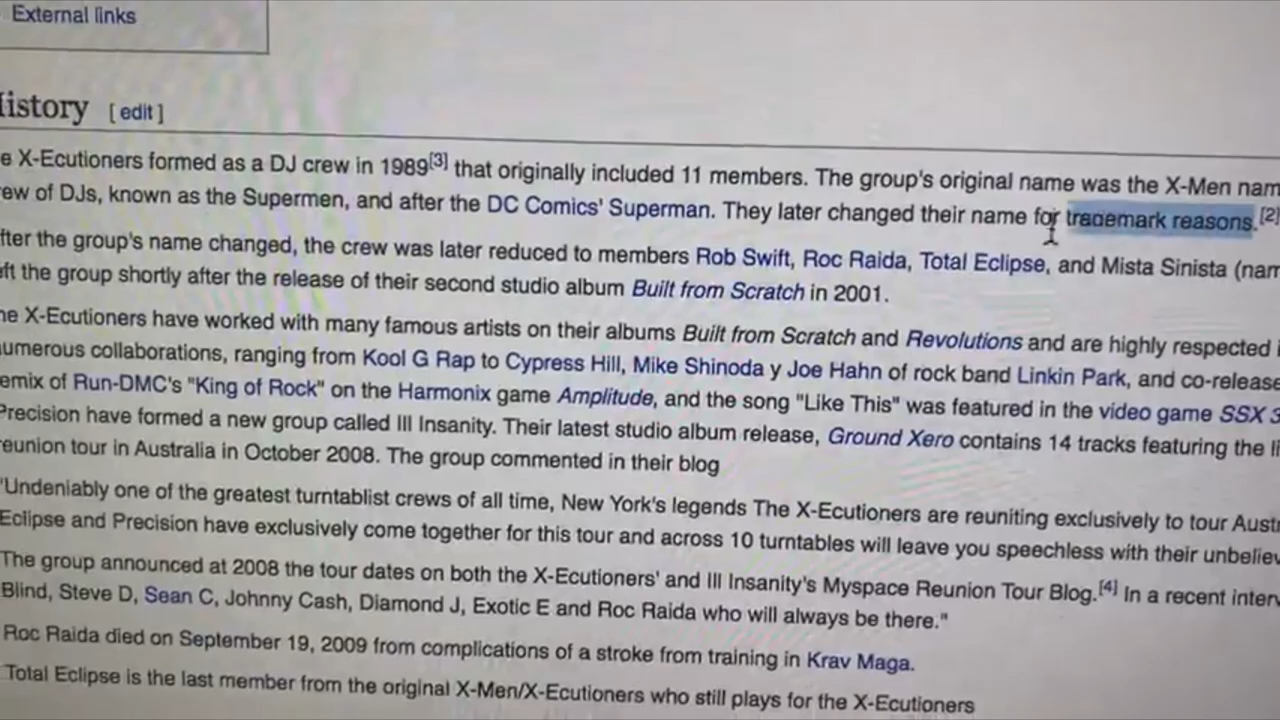 External links
History [ edit ]
e X-Ecutioners formed as a DJ crew in 1989[3] that originally included 11 members. The group's original name was the X-Men nam
ew of DJs, known as the Supermen, and after the DC Comics' Superman. They later changed their name for trademark reasons.[2]
fter the group's name changed, the crew was later reduced to members Rob Swift, Roc Raida, Total Eclipse, and Mista Sinista (nam
eft the group shortly after the release of their second studio album Built from Scratch in 2001.
he X-Ecutioners have worked with many famous artists on their albums Built from Scratch and Revolutions and are highly respected i
umerous collaborations, ranging from Kool G Rap to Cypress Hill, Mike Shinoda y Joe Hahn of rock band Linkin Park, and co-release
emix of Run-DMC's "King of Rock" on the Harmonix game Amplitude, and the song "Like This" was featured in the video game SSX 3
Precision have formed a new group called Ill Insanity. Their latest studio album release, Ground Xero contains 14 tracks featuring the li
eunion tour in Australia in October 2008. The group commented in their blog
"Undeniably one of the greatest turntablist crews of all time, New York's legends The X-Ecutioners are reuniting exclusively to tour Austr
Eclipse and Precision have exclusively come together for this tour and across 10 turntables will leave you speechless with their unbeliev
The group announced at 2008 the tour dates on both the X-Ecutioners' and Ill Insanity's Myspace Reunion Tour Blog.[4] In a recent interv
Blind, Steve D, Sean C, Johnny Cash, Diamond J, Exotic E and Roc Raida who will always be there."
Roc Raida died on September 19, 2009 from complications of a stroke from training in Krav Maga.
Total Eclipse is the last member from the original X-Men/X-Ecutioners who still plays for the X-Ecutioners